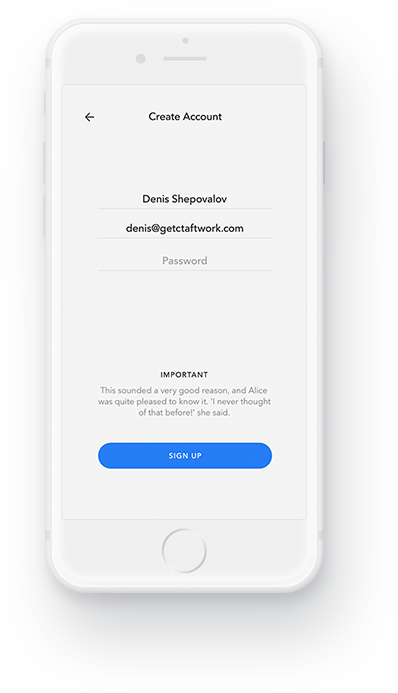 Create Account
Denis Shepovalov
denis@getctaftwork.com
Password
IMPORTANT
This sounded a very good reason, and Alice
was quite pleased to know it. 'I never thought
of that before!' she said.
SIGN UP